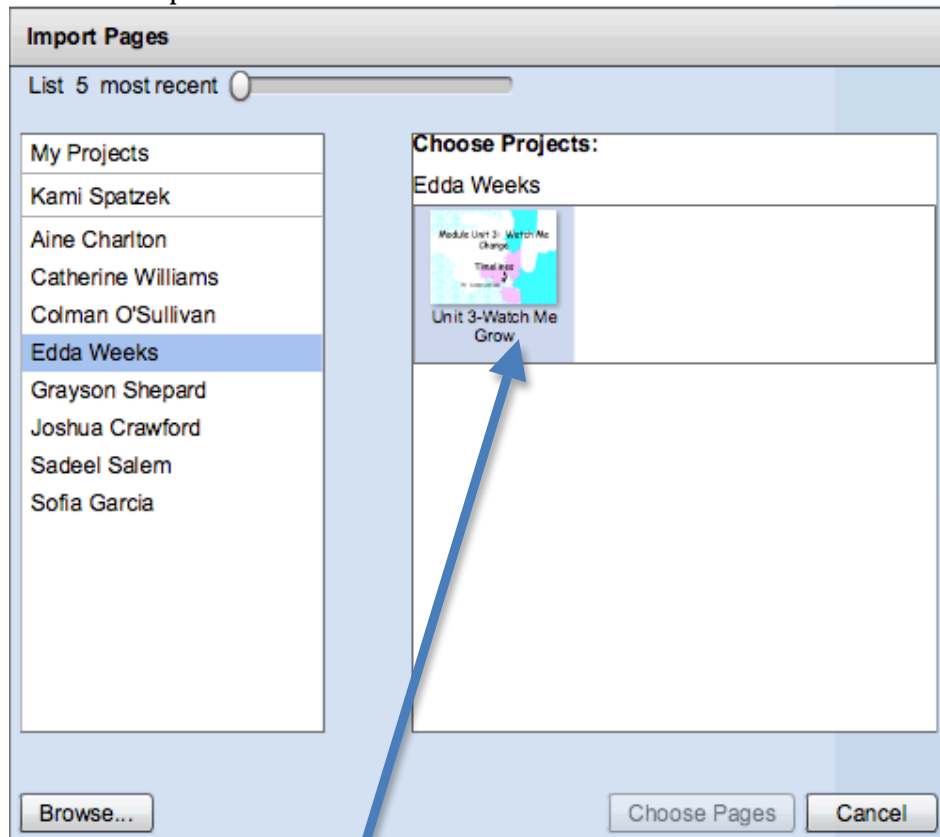 Import Pages
List 5 most recent
My Projects
Kami Spatzek
Aine Charlton
Catherine Williams
Colman O'Sullivan
Edda Weeks
Grayson Shepard
Joshua Crawford
Sadeel Salem
Sofia Garcia
Choose Projects:
Edda Weeks
Module Unit 3: Watch Me
Change
Timelines
Unit 3-Watch Me
Grow
Browse...
Choose Pages
Cancel